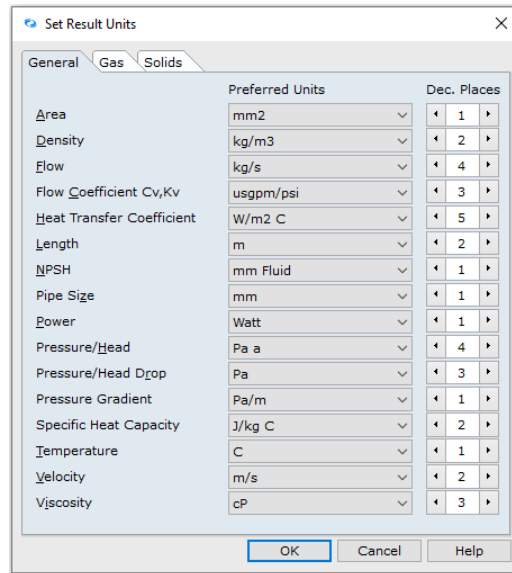 Set Result Units
General Gas Solids
Preferred Units Dec. Places
Area mm2 1
Density kg/m3 2
Flow kg/s 4
Flow Coefficient Cv,Kv usgpm/psi 3
Heat Transfer Coefficient W/m2 C 5
Length m 2
NPSH mm Fluid 1
Pipe Size mm 1
Power Watt 1
Pressure/Head Pa a 4
Pressure/Head Drop Pa 3
Pressure Gradient Pa/m 1
Specific Heat Capacity J/kg C 2
Temperature C 1
Velocity m/s 2
Viscosity cP 3
OK Cancel Help